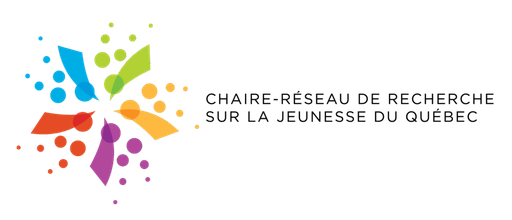 CHAIRE-RÉSEAU DE RECHERCHE
SUR LA JEUNESSE DU QUÉBEC